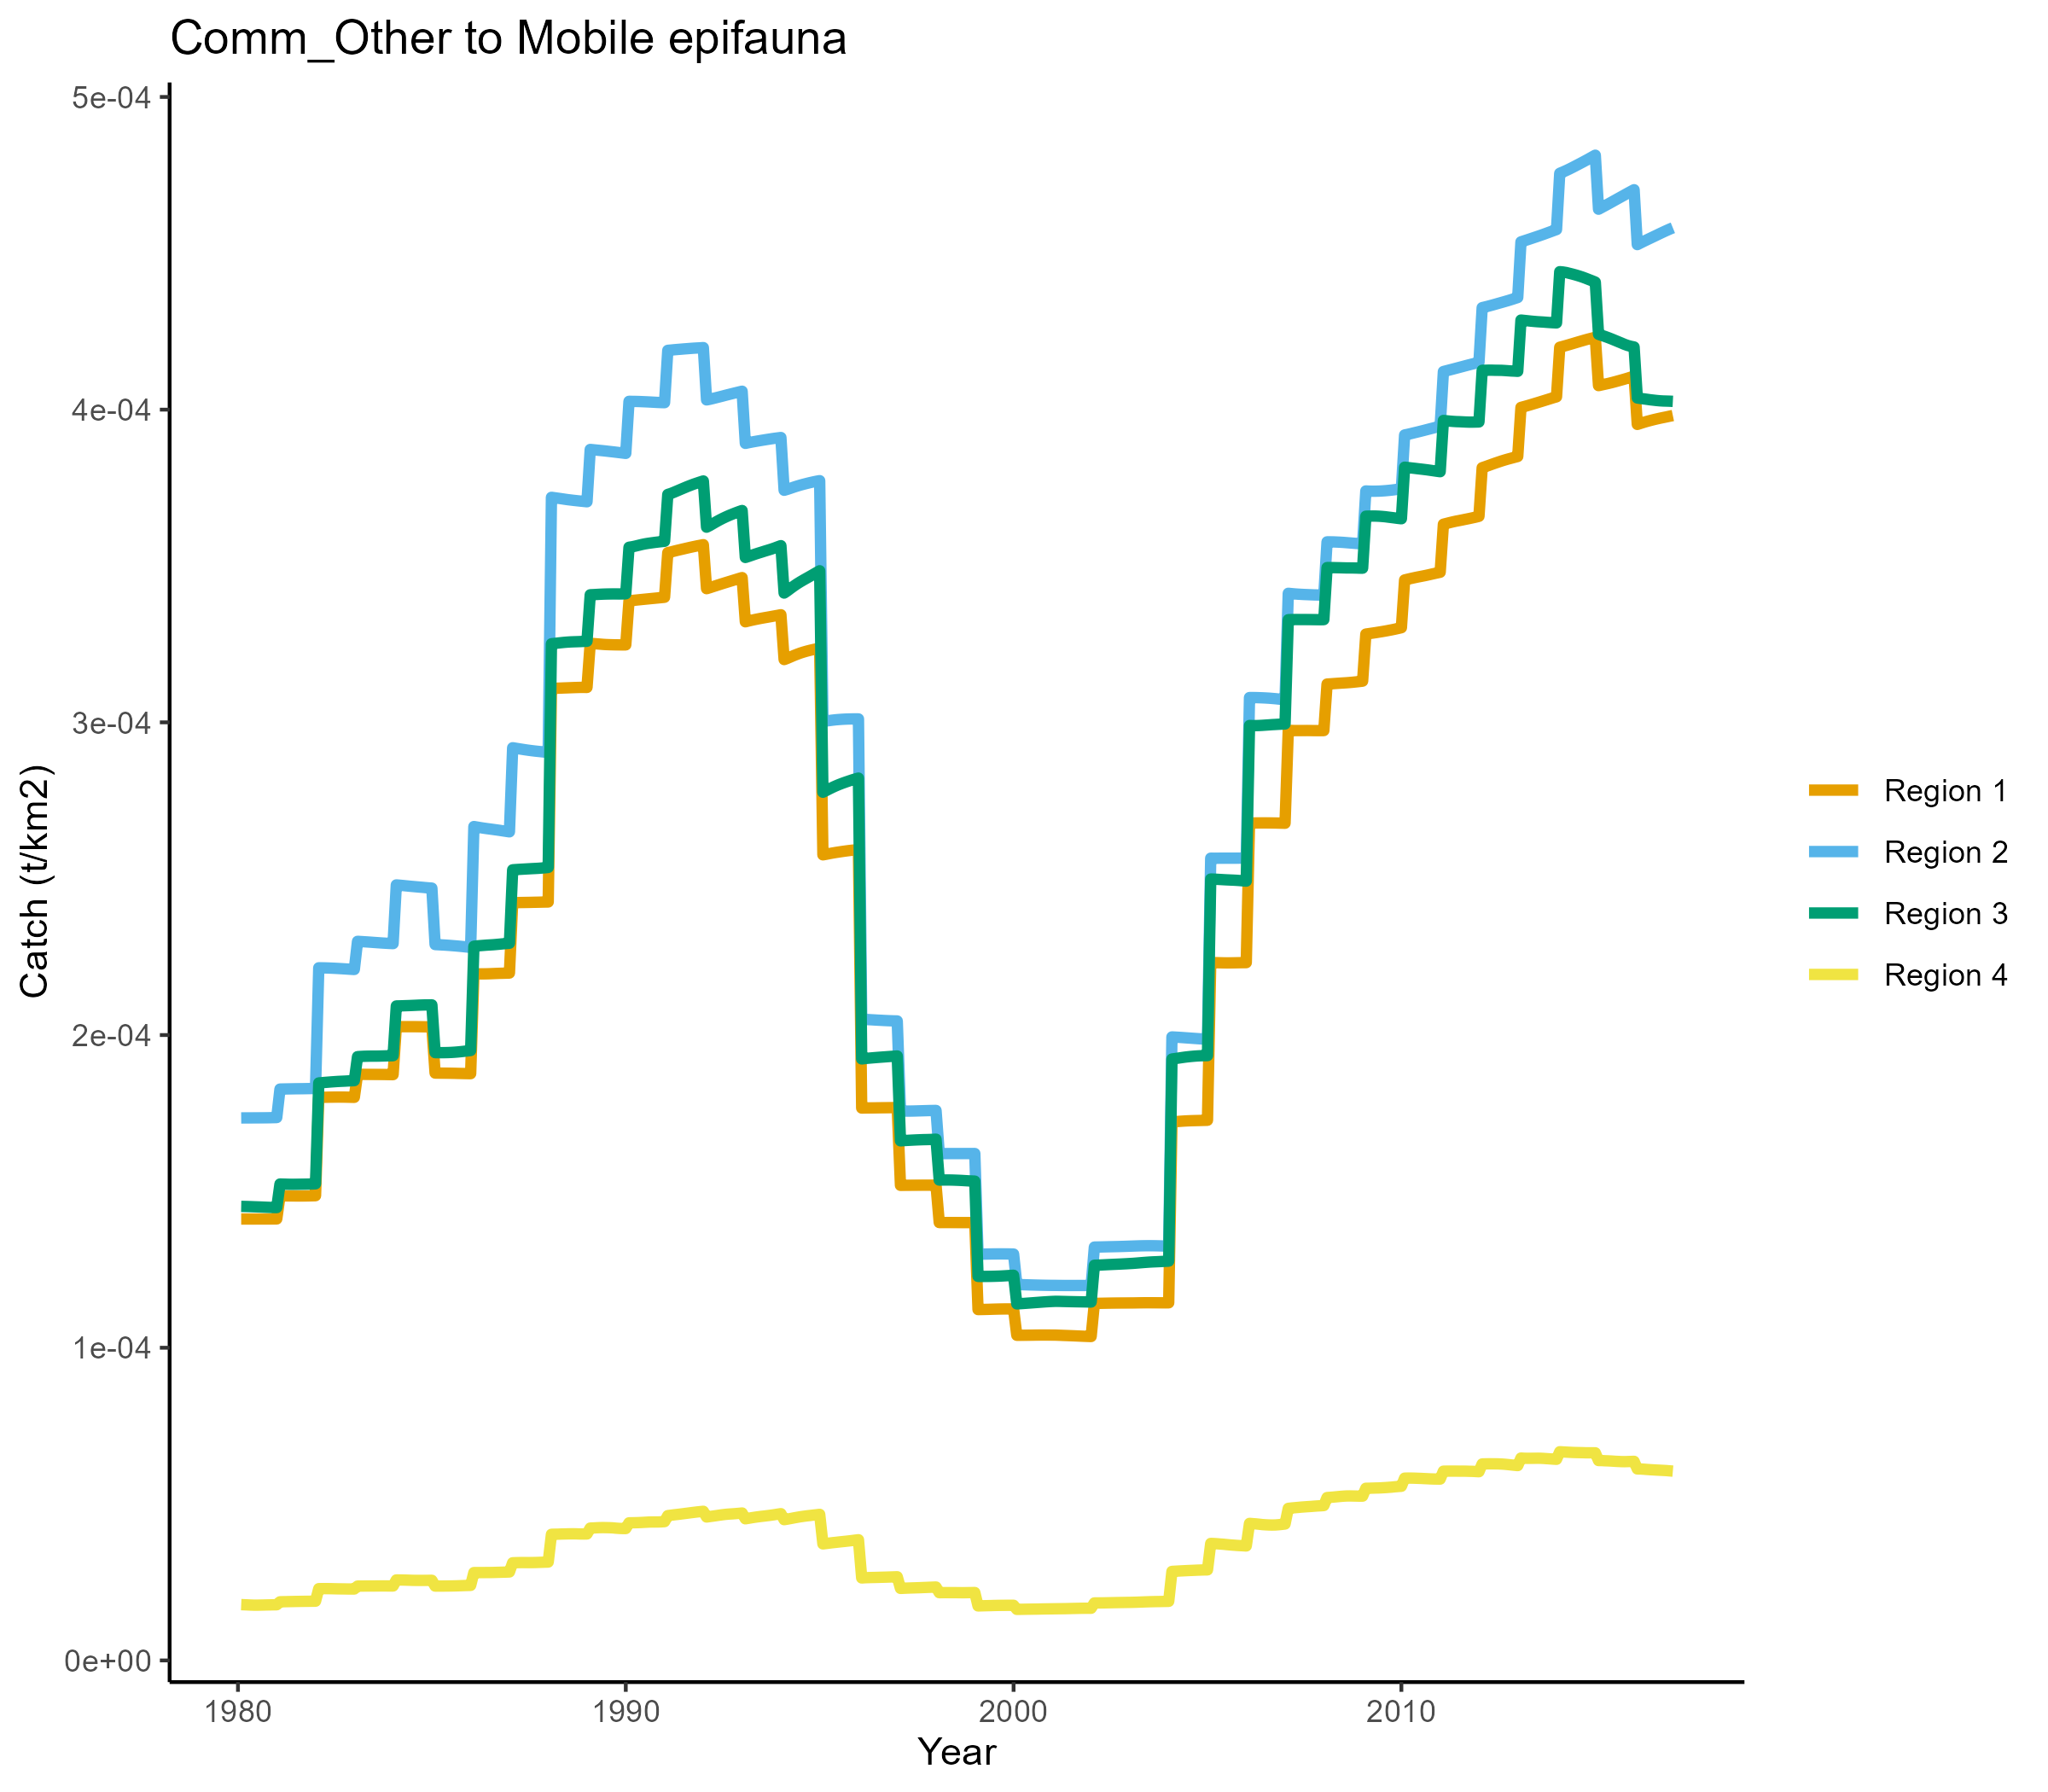 Comm_Other to Mobile epifauna
5e-04
4e-04
3e-04
2e-04
1e-04
0e+00
Catch (t/km2)
1980
1990
2000
2010
Year
Region 1
Region 2
Region 3
Region 4